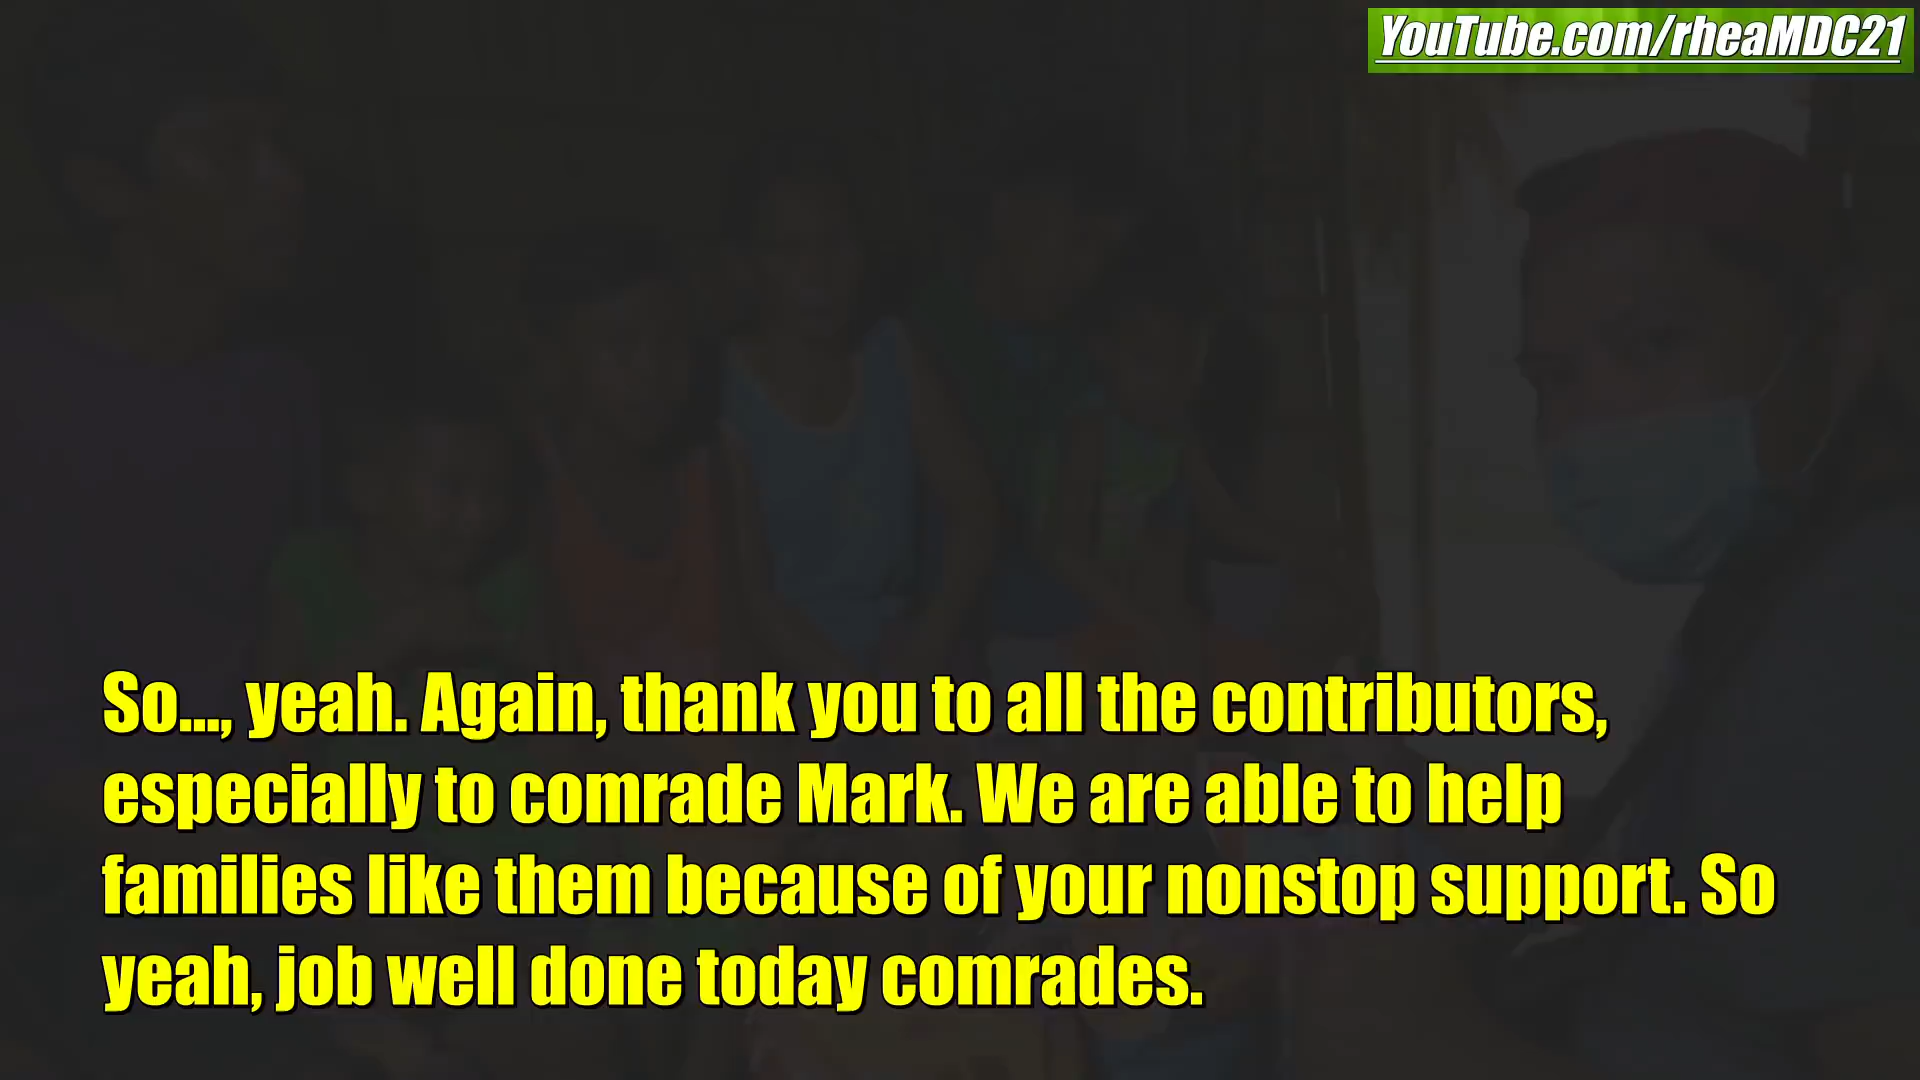 YouTube.com/rheaMDC21
So..., yeah. Again, thank you to all the contributors,
especially to comrade Mark. We are able to help
families like them because of your nonstop support. So
yeah, job well done today comrades.